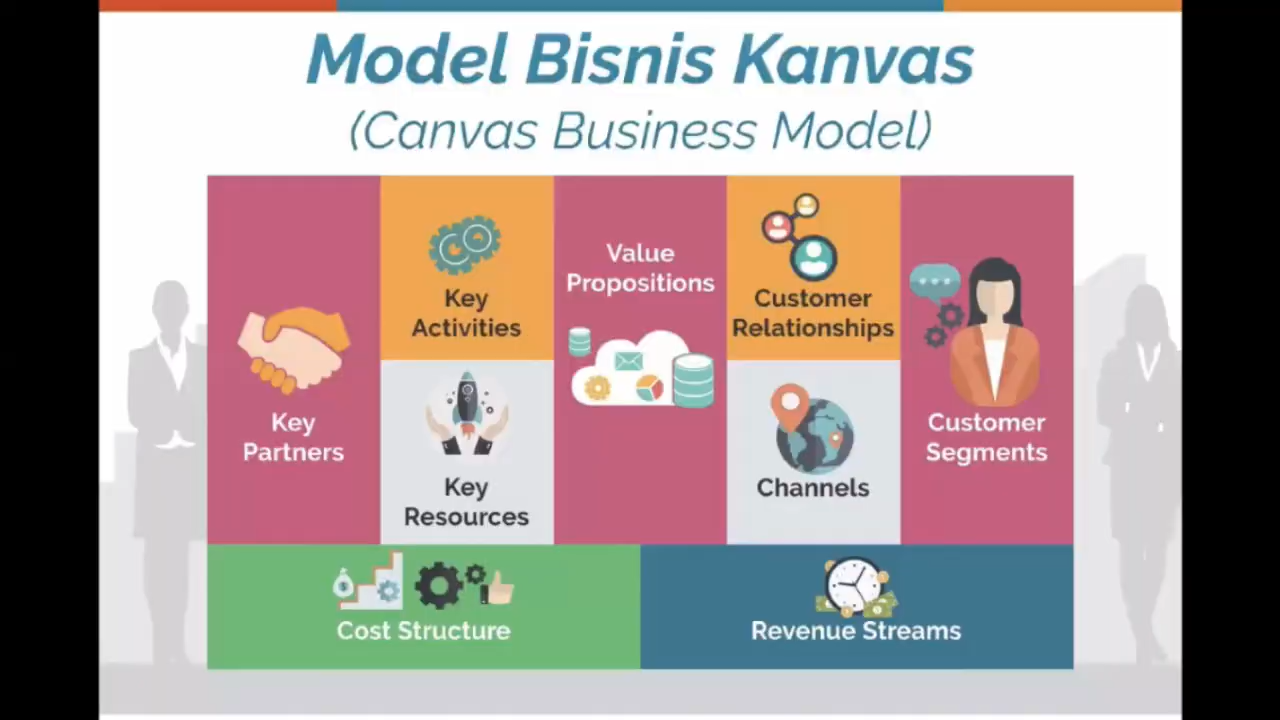 Model Bisnis Kanvas
(Canvas Business Model)
Key
Partners
Key
Activities
Key
Resources
Value
Propositions
Customer
Relationships
Channels
Customer
Segments
Cost Structure
Revenue Streams